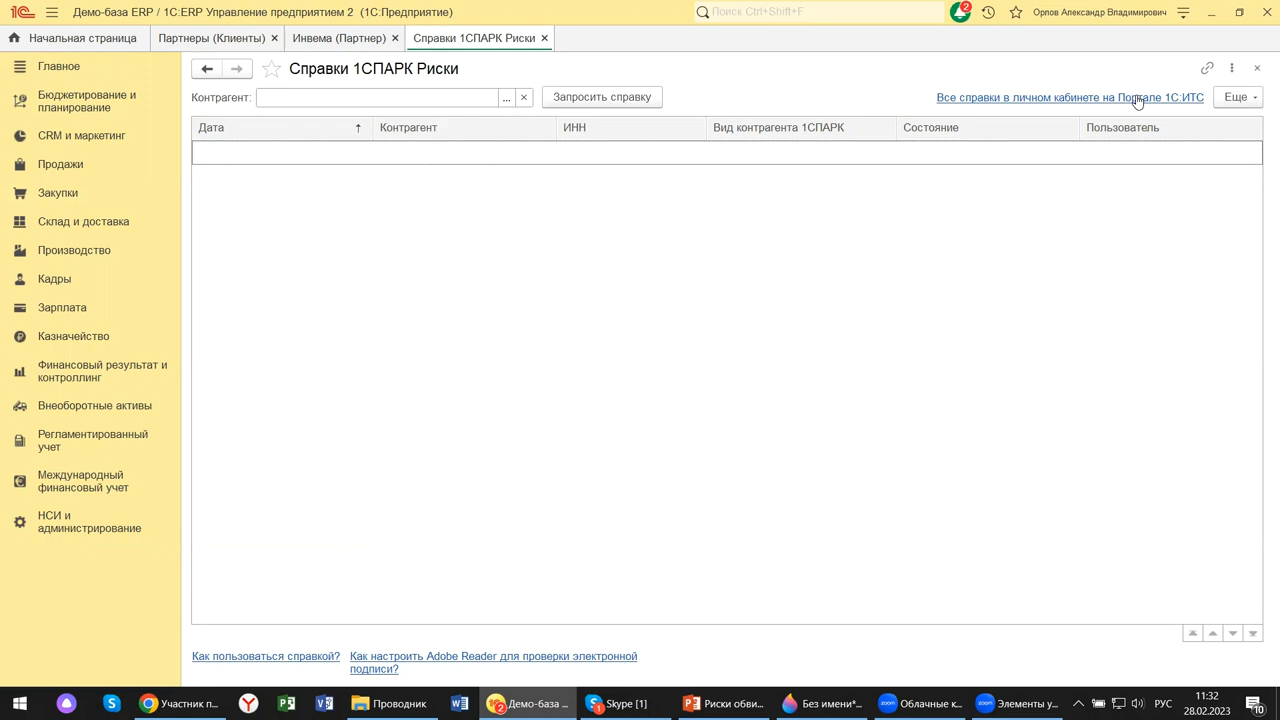 Демо-база ERP / 1С:ERP Управление предприятием 2 (1С:Предприятие)
Поиск Ctrl+Shift+F
2
Орлов Александр Владимирович
Начальная страница
Партнеры (Клиенты) ×
Инвема (Партнер) ×
Справки 1СПАРК Риски ×
Главное
Бюджетирование и
планирование
CRM и маркетинг
Продажи
Закупки
Склад и доставка
Производство
Кадры
Зарплата
Казначейство
Финансовый результат и
контроллинг
Внеоборотные активы
Регламентированный
учет
Международный
финансовый учет
НСИ и
администрирование
Справки 1СПАРК Риски
Контрагент:
... ×
Запросить справку
Все справки в личном кабинете на Портале 1С:ИТС
Еще
Дата ↑ Контрагент ИНН Вид контрагента 1СПАРК Состояние Пользователь
Как пользоваться справкой?
Как настроить Adobe Reader для проверки электронной
подписи?
Участник п...
Проводник
Демо-база ...
Skype [1]
Риски обви...
Без имени*...
Облачные к...
Элементы у...
РУС
11:32
28.02.2023
10